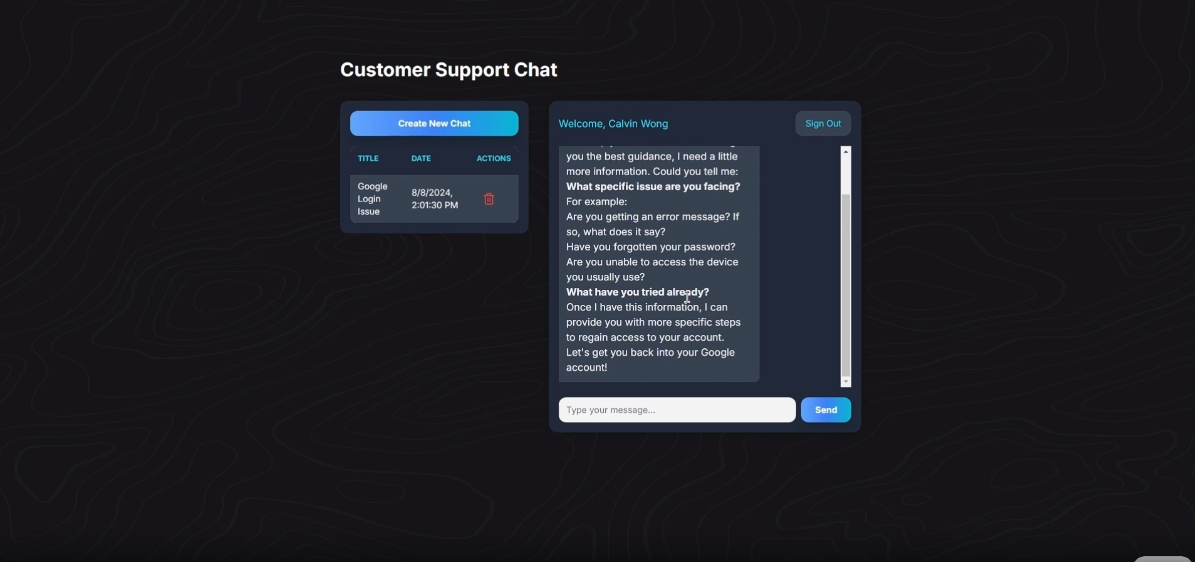 Customer Support Chat
Create New Chat
TITLE DATE ACTIONS
Google
Login
Issue
8/8/2024,
2:01:30 PM
Welcome, Calvin Wong
Sign Out
you the best guidance, I need a little
more information. Could you tell me:
What specific issue are you facing?
For example:
Are you getting an error message? If
so, what does it say?
Have you forgotten your password?
Are you unable to access the device
you usually use?
What have you tried already?
Once I have this information, I can
provide you with more specific steps
to regain access to your account.
Let's get you back into your Google
account!
Type your message...
Send